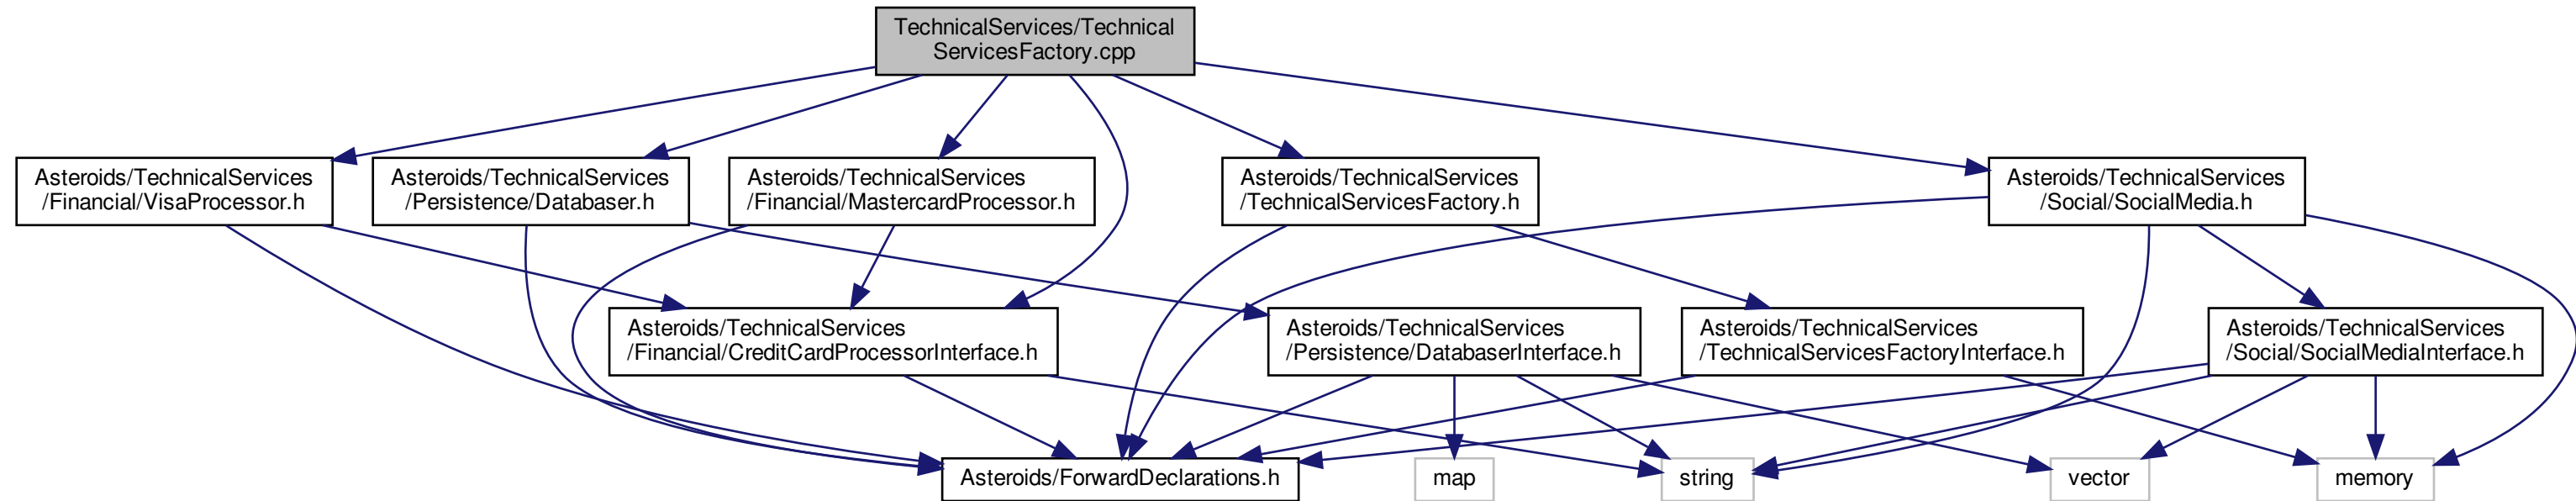 TechnicalServices/Technical
ServicesFactory.cpp
Asteroids/TechnicalServices
/Financial/VisaProcessor.h
Asteroids/TechnicalServices
/Persistence/Databaser.h
Asteroids/TechnicalServices
/Financial/MastercardProcessor.h
Asteroids/TechnicalServices
/TechnicalServicesFactory.h
Asteroids/TechnicalServices
/Social/SocialMedia.h
Asteroids/TechnicalServices
/Financial/CreditCardProcessorInterface.h
Asteroids/TechnicalServices
/Persistence/DatabaserInterface.h
Asteroids/TechnicalServices
/TechnicalServicesFactoryInterface.h
Asteroids/TechnicalServices
/Social/SocialMediaInterface.h
Asteroids/ForwardDeclarations.h
map
string
vector
memory